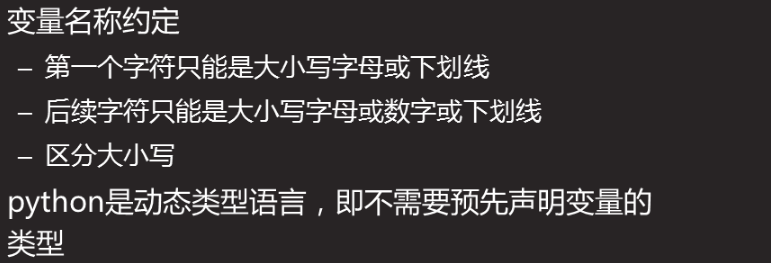 变量名称约定
– 第一个字符只能是大小写字母或下划线
– 后续字符只能是大小写字母或数字或下划线
– 区分大小写
python是动态类型语言，即不需要预先声明变量的
类型